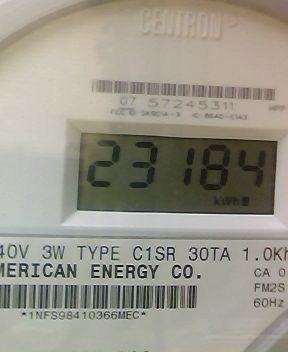 CENTRON
07 57245311
23184
kWh
40V 3W TYPE C1SR 30TA 1.0Kh
MERICAN ENERGY CO.
CA 0
FM2S
60Hz
*1NFS98410366MEC*